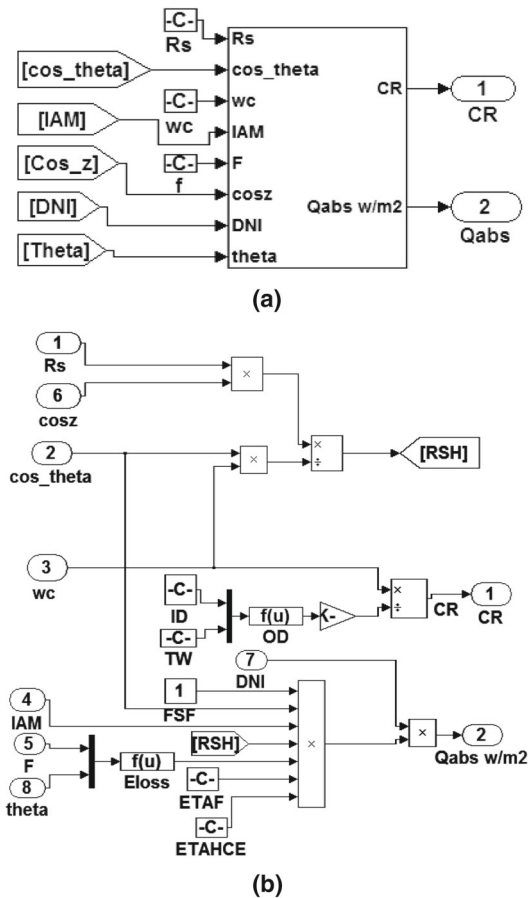 -C-
Rs
Rs
[cos_theta]
cos_theta
-C-
wc
wc
CR
1
CR
[IAM]
IAM
-C-
F
f
[Cos_z]
cosz
[DNI]
DNI
Qabs w/m2
2
Qabs
[Theta]
theta
(a)
1
Rs
×
6
cosz
2
cos_theta
×
×
÷
[RSH]
3
wc
-C-
ID
-C-
TW
f(u)
OD
K-
×
÷
CR
1
CR
7
DNI
1
FSF
4
IAM
[RSH]
×
×
2
Qabs w/m2
5
F
8
theta
f(u)
Eloss
-C-
ETAF
-C-
ETAHCE
(b)